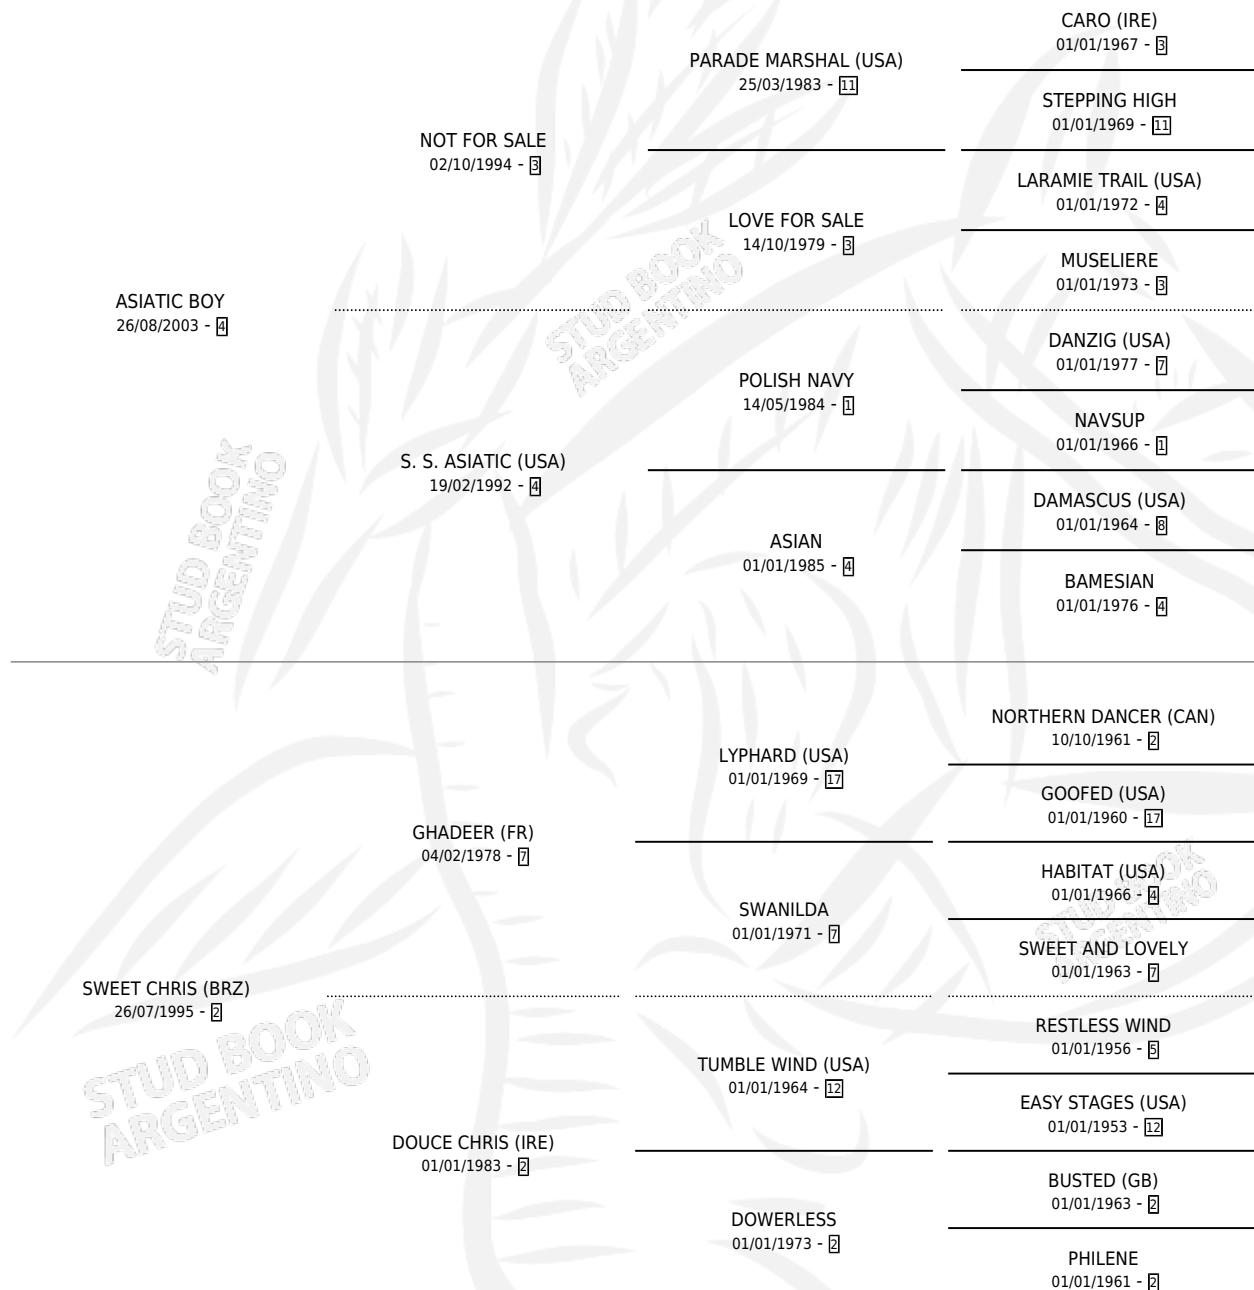 CARO (IRE)
01/01/1967 - 3
PARADE MARSHAL (USA)
25/03/1983 - 11
STEPPING HIGH
01/01/1969 - 11
NOT FOR SALE
02/10/1994 - 3
LARAMIE TRAIL (USA)
01/01/1972 - 4
LOVE FOR SALE
14/10/1979 - 3
MUSELIERE
01/01/1973 - 3
ASIATIC BOY
26/08/2003 - 4
STUD BOOK
ARGENTINO
DANZIG (USA)
01/01/1977 - 7
POLISH NAVY
14/05/1984 - 1
NAVSUP
01/01/1966 - 1
S. S. ASIATIC (USA)
19/02/1992 - 4
DAMASCUS (USA)
01/01/1964 - 8
ASIAN
01/01/1985 - 4
BAMESIAN
01/01/1976 - 4
STUD BOOK
ARGENTINO
NORTHERN DANCER (CAN)
10/10/1961 - 2
LYPHARD (USA)
01/01/1969 - 17
GOOFED (USA)
01/01/1960 - 17
GHADEER (FR)
04/02/1978 - 7
HABITAT (USA)
01/01/1966 - 4
SWANILDA
01/01/1971 - 7
SWEET AND LOVELY
01/01/1963 - 7
STUD BOOK
ARGENTINO
SWEET CHRIS (BRZ)
26/07/1995 - 2
RESTLESS WIND
01/01/1956 - 5
TUMBLE WIND (USA)
01/01/1964 - 12
EASY STAGES (USA)
01/01/1953 - 12
STUD BOOK
ARGENTINO
DOUCE CHRIS (IRE)
01/01/1983 - 2
BUSTED (GB)
01/01/1963 - 2
DOWERLESS
01/01/1973 - 2
PHILENE
01/01/1961 - 2